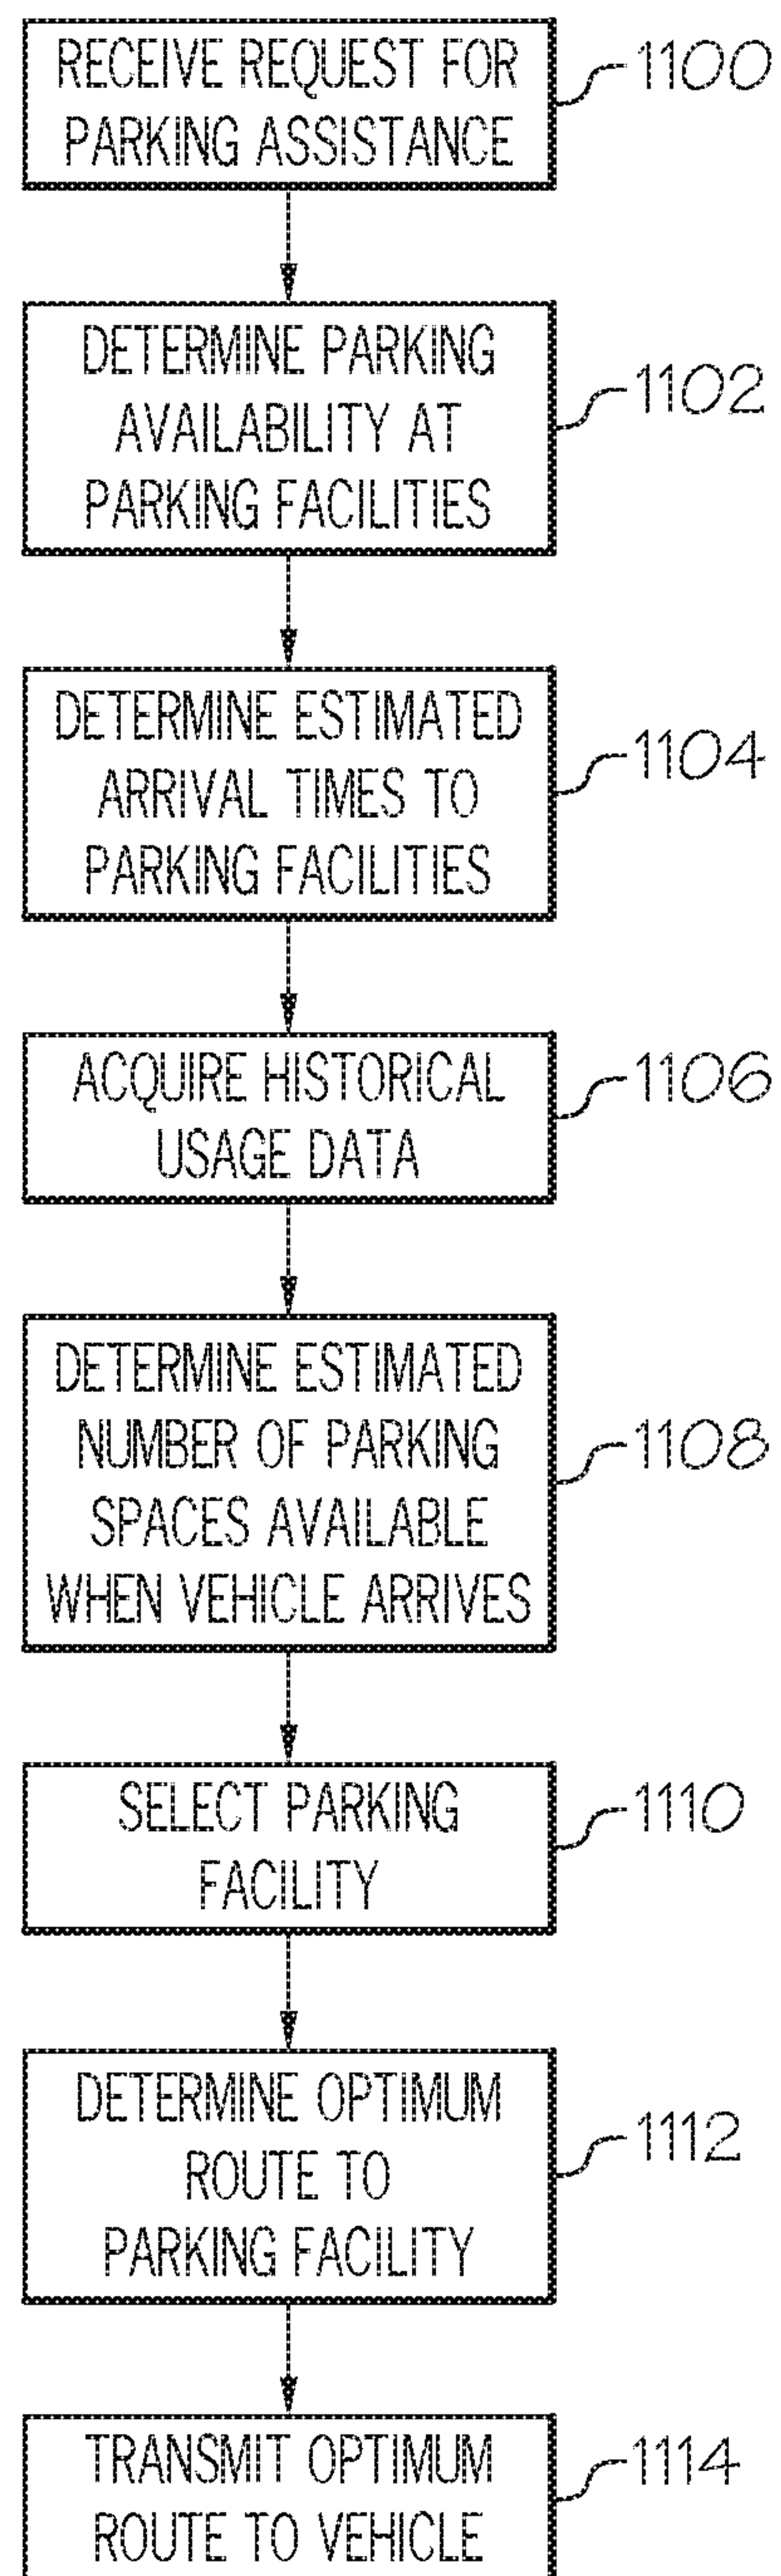 RECEIVE REQUEST FOR
PARKING ASSISTANCE
1100
DETERMINE PARKING
AVAILABILITY AT
PARKING FACILITIES
1102
DETERMINE ESTIMATED
ARRIVAL TIMES TO
PARKING FACILITIES
1104
ACQUIRE HISTORICAL
USAGE DATA
1106
DETERMINE ESTIMATED
NUMBER OF PARKING
SPACES AVAILABLE
WHEN VEHICLE ARRIVES
1108
SELECT PARKING
FACILITY
1110
DETERMINE OPTIMUM
ROUTE TO
PARKING FACILITY
1112
TRANSMIT OPTIMUM
ROUTE TO VEHICLE
1114